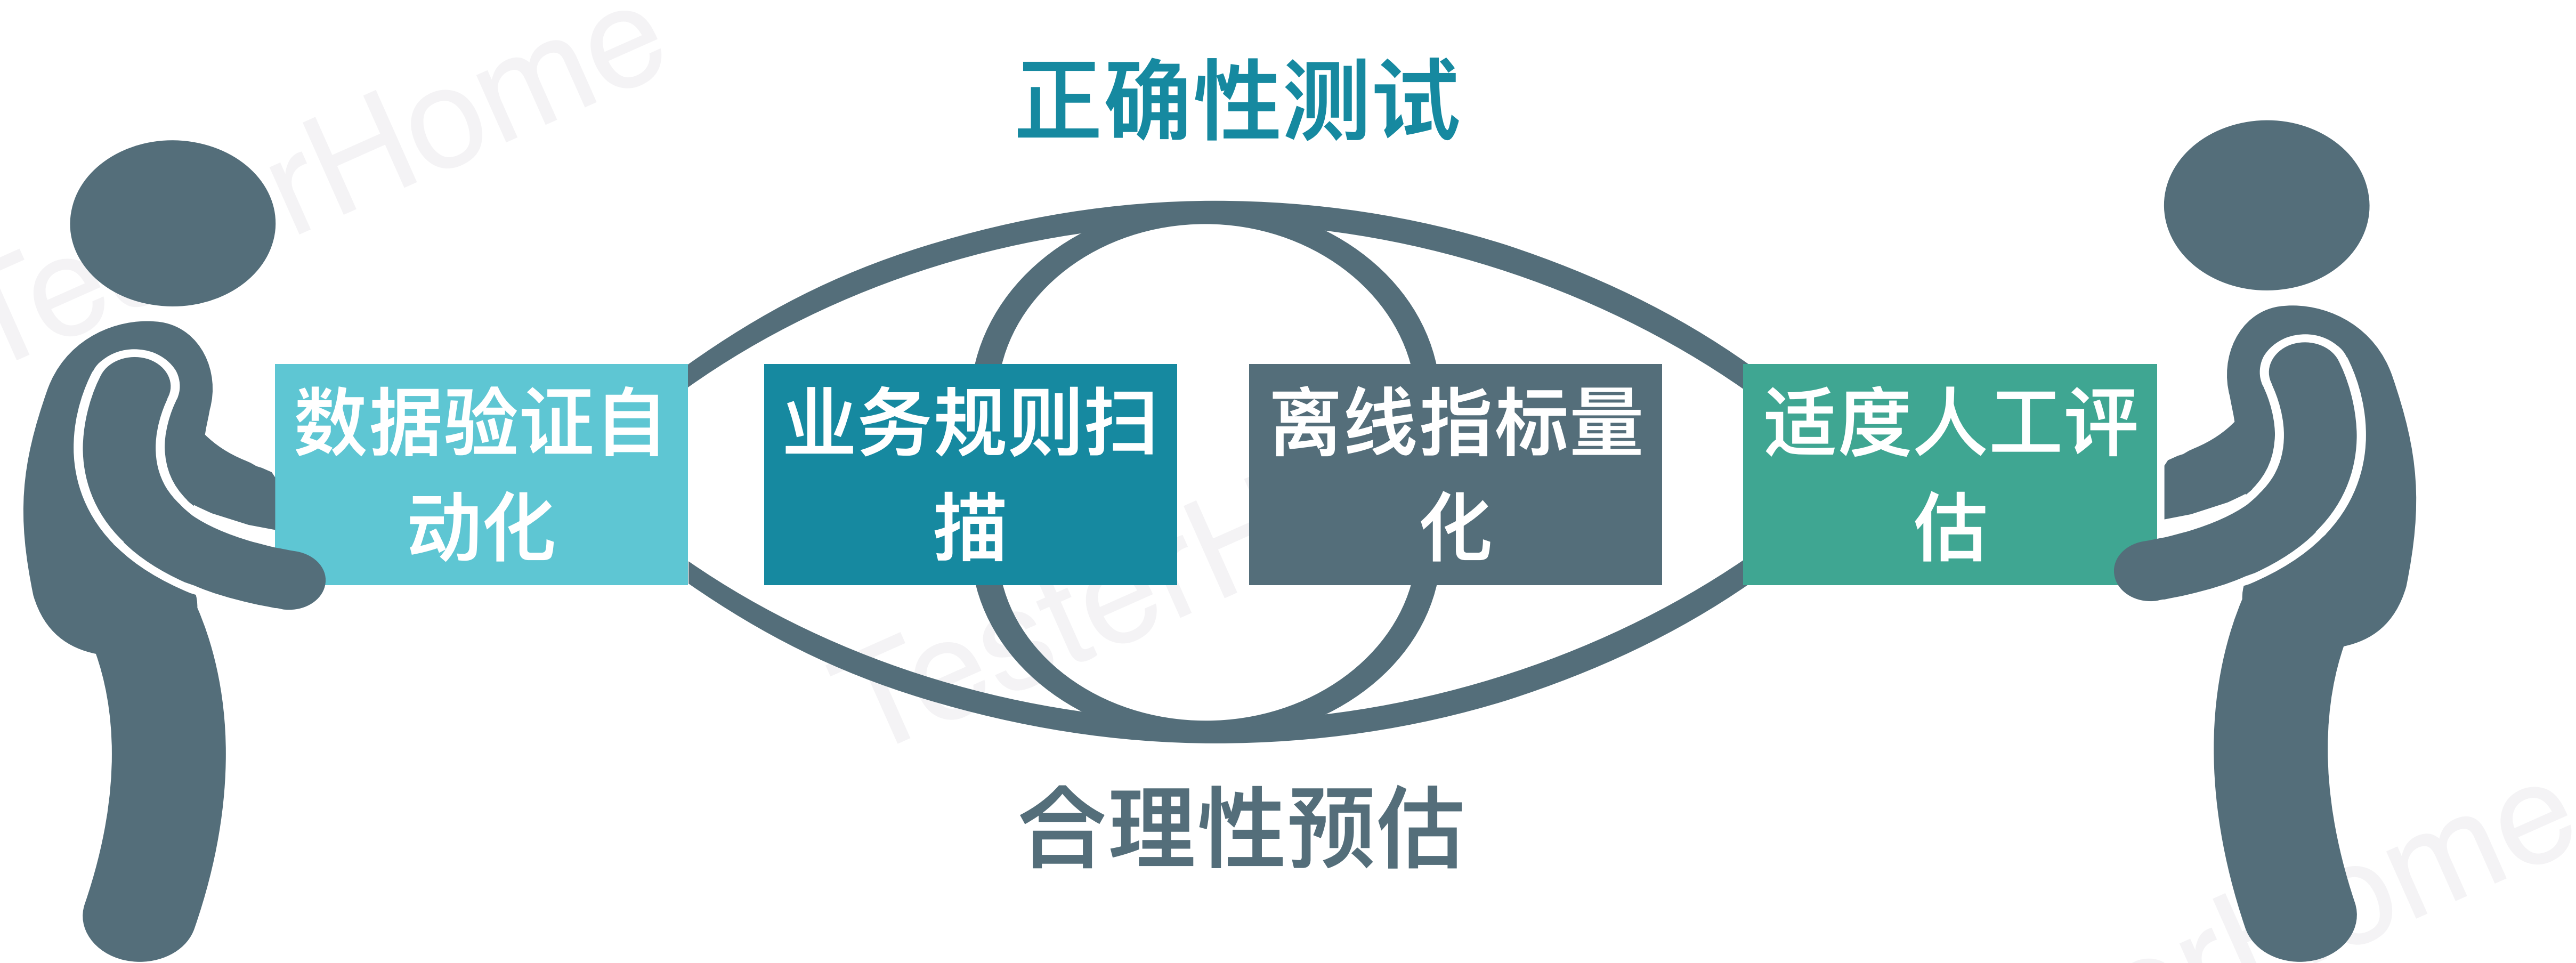 正确性测试
数据验证自
动化
业务规则扫
描
离线指标量
化
适度人工评
估
合理性预估
TesterHome